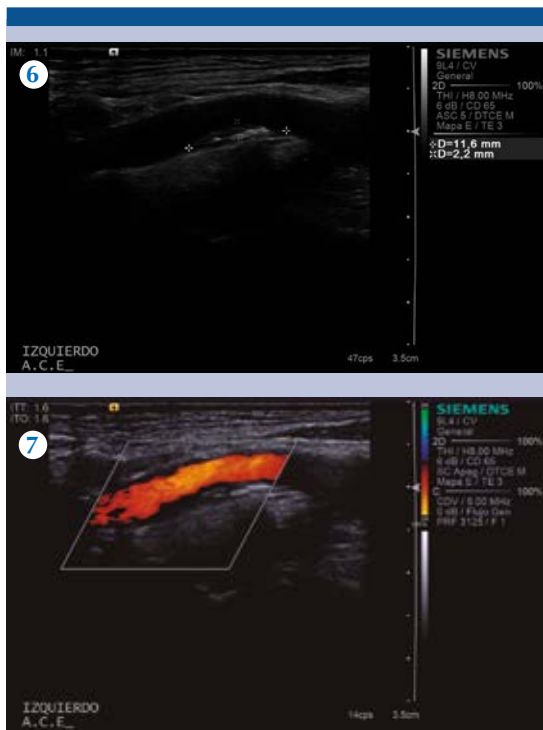 IM: 1.1
6
SIEMENS
9L4 / CV
General
2D 100%
THI / H8.00 MHz
6 dB / CD 65
ASC 5 / DTCE M
Mapa E / TE 3
D=11,6 mm
D=2,2 mm
IZQUIERDO
A.C.E_
47cps 3.5cm
7
SIEMENS
9L4 / CV
General
2D 100%
THI / H8.00 MHz
6 dB / CD 65
SC Apag / DTCE M
Mapa E / TE 3
C 100%
CDV / 5.00 MHz
0 dB / Flujo Gen
PRF 3125 / F 1
IZQUIERDO
A.C.E_
14cps 3.5cm